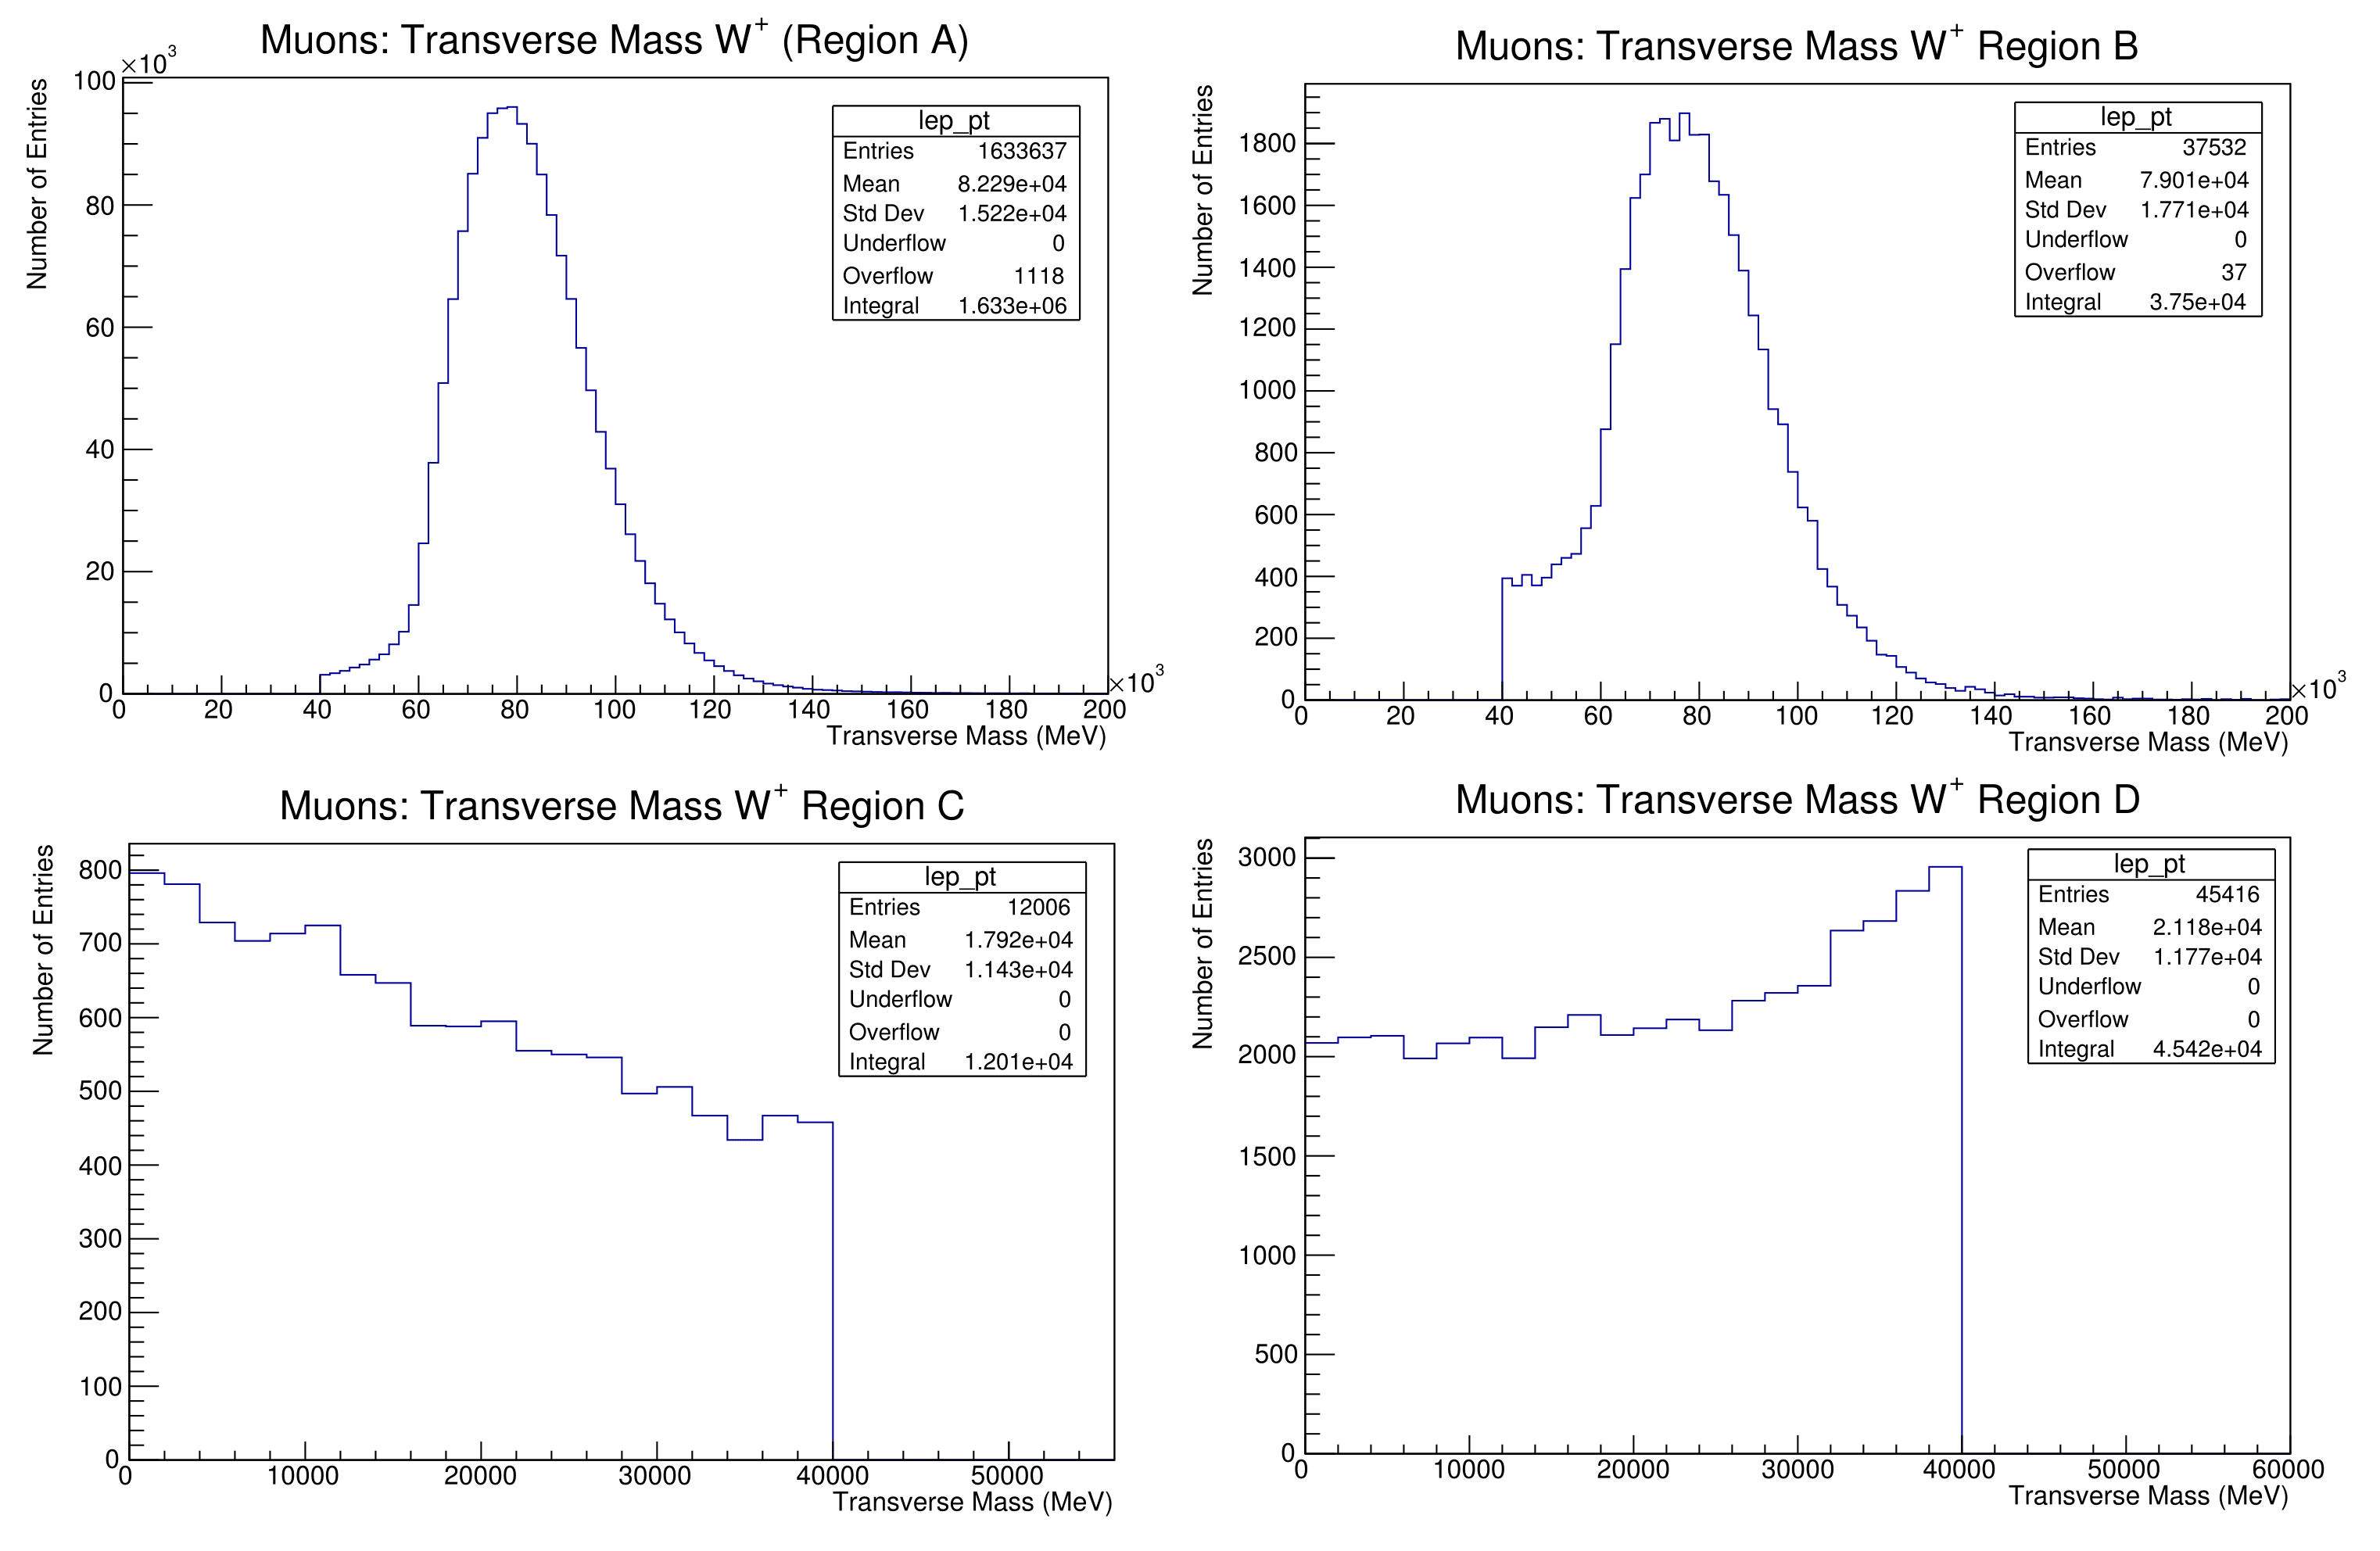 Muons: Transverse Mass W+ (Region A)
×10³
Number of Entries
100
80
60
40
20
0
lep_pt
Entries 1633637
Mean 8.229e+04
Std Dev 1.522e+04
Underflow 0
Overflow 1118
Integral 1.633e+06
0 20 40 60 80 100 120 140 160 180 200
×10³
Transverse Mass (MeV)
Muons: Transverse Mass W+ Region B
Number of Entries
1800
1600
1400
1200
1000
800
600
400
200
0
lep_pt
Entries 37532
Mean 7.901e+04
Std Dev 1.771e+04
Underflow 0
Overflow 37
Integral 3.75e+04
0 20 40 60 80 100 120 140 160 180 200
×10³
Transverse Mass (MeV)
Muons: Transverse Mass W+ Region C
Number of Entries
800
700
600
500
400
300
200
100
0
lep_pt
Entries 12006
Mean 1.792e+04
Std Dev 1.143e+04
Underflow 0
Overflow 0
Integral 1.201e+04
0 10000 20000 30000 40000 50000
Transverse Mass (MeV)
Muons: Transverse Mass W+ Region D
Number of Entries
3000
2500
2000
1500
1000
500
0
lep_pt
Entries 45416
Mean 2.118e+04
Std Dev 1.177e+04
Underflow 0
Overflow 0
Integral 4.542e+04
0 10000 20000 30000 40000 50000 60000
Transverse Mass (MeV)